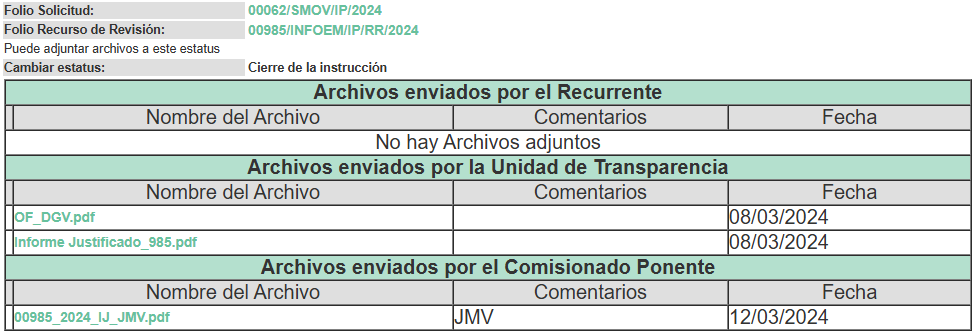 Folio Solicitud: 00062/SMOV/IP/2024
Folio Recurso de Revisión: 00985/INFOEM/IP/RR/2024
Puede adjuntar archivos a este estatus
Cambiar estatus: Cierre de la instrucción
Archivos enviados por el Recurrente
Nombre del Archivo Comentarios Fecha
No hay Archivos adjuntos
Archivos enviados por la Unidad de Transparencia
Nombre del Archivo Comentarios Fecha
OF_DGV.pdf 08/03/2024
Informe Justificado_985.pdf 08/03/2024
Archivos enviados por el Comisionado Ponente
Nombre del Archivo Comentarios Fecha
00985_2024_IJ_JMV.pdf JMV 12/03/2024